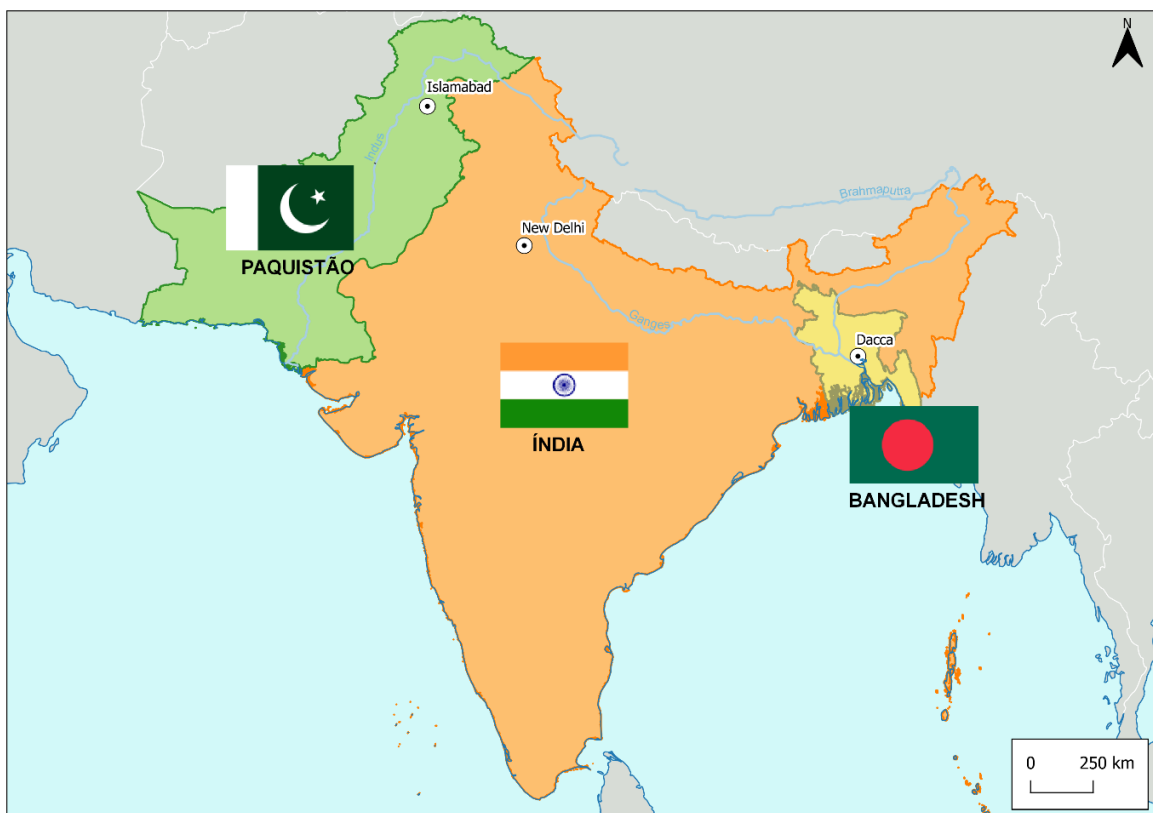 N
Islamabad
Indus
Brahmaputra
New Delhi
PAQUISTÃO
Ganges
Dacca
ÍNDIA
BANGLADESH
0 250 km